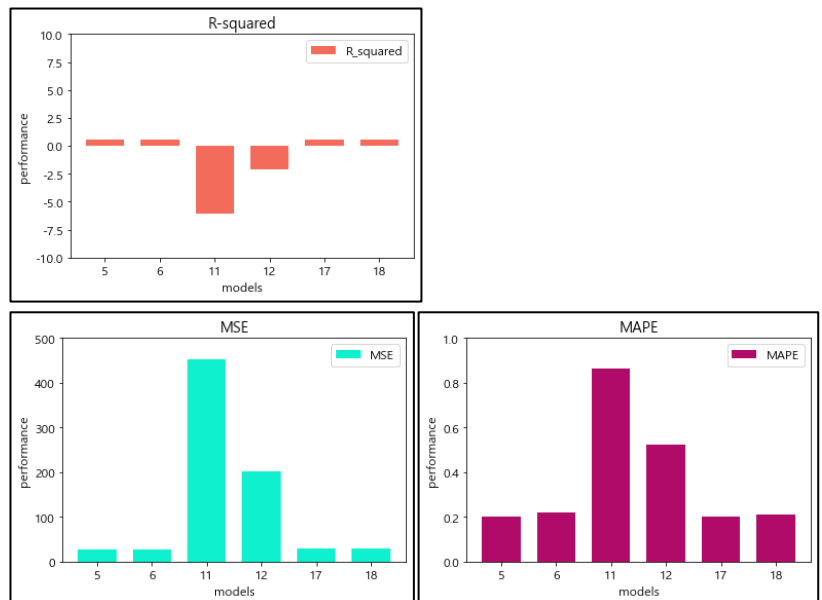 R-squared
R_squared
10.0
7.5
5.0
2.5
0.0
-2.5
-5.0
-7.5
-10.0
performance
5 6 11 12 17 18
models
MSE
MSE
500
400
300
200
100
0
performance
5 6 11 12 17 18
models
MAPE
MAPE
1.0
0.8
0.6
0.4
0.2
0.0
performance
5 6 11 12 17 18
models